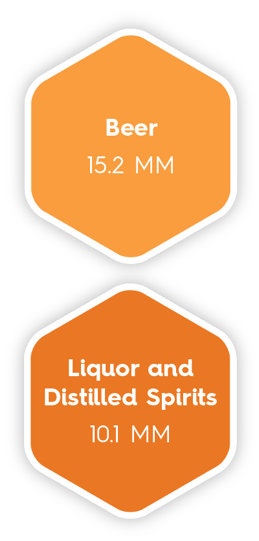 Beer
15.2 MM
Liquor and
Distilled Spirits
10.1 MM